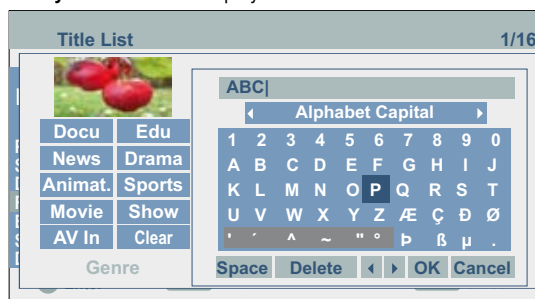 Title List 1/16
ABC|
Alphabet Capital
Docu Edu
News Drama
Animat. Sports
Movie Show
AV In Clear
Genre
1 2 3 4 5 6 7 8 9 0
A B C D E F G H I J
K L M N O P Q R S T
U V W X Y Z Æ Ç Ð Ø
' ´ ^ ~ " ° Þ ß µ .
Space Delete OK Cancel